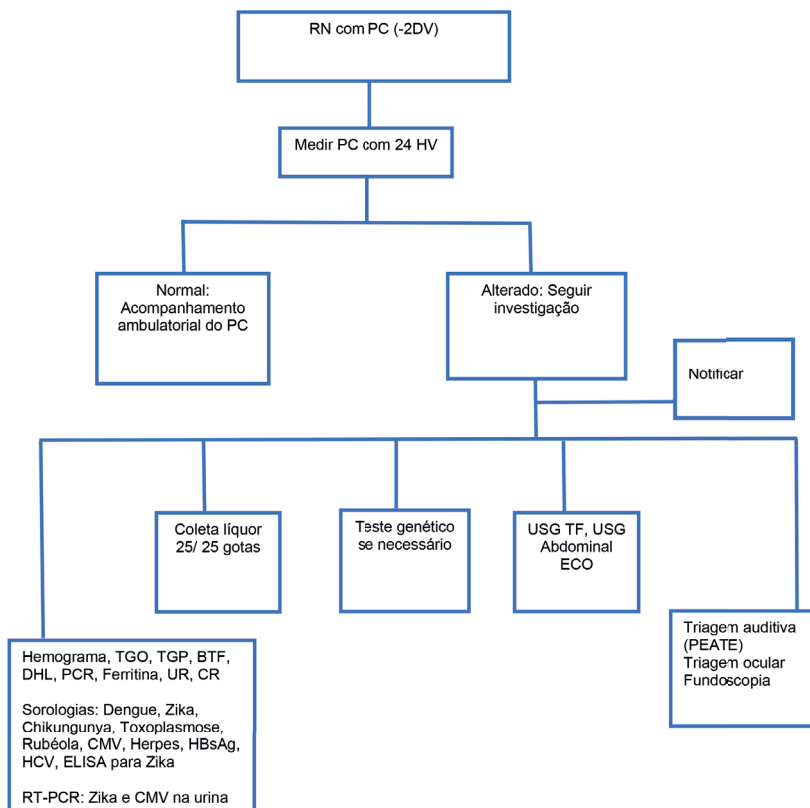 RN com PC (-2DV)
Medir PC com 24 HV
Normal:
Acompanhamento
ambulatorial do PC
Alterado: Seguir
investigação
Notificar
Coleta líquor
25/ 25 gotas
Teste genético
se necessário
USG TF, USG
Abdominal
ECO
Triagem auditiva
(PEATE)
Triagem ocular
Fundoscopia
Hemograma, TGO, TGP, BTF,
DHL, PCR, Ferritina, UR, CR
Sorologias: Dengue, Zika,
Chikungunya, Toxoplasmose,
Rubéola, CMV, Herpes, HBsAg,
HCV, ELISA para Zika
RT-PCR: Zika e CMV na urina